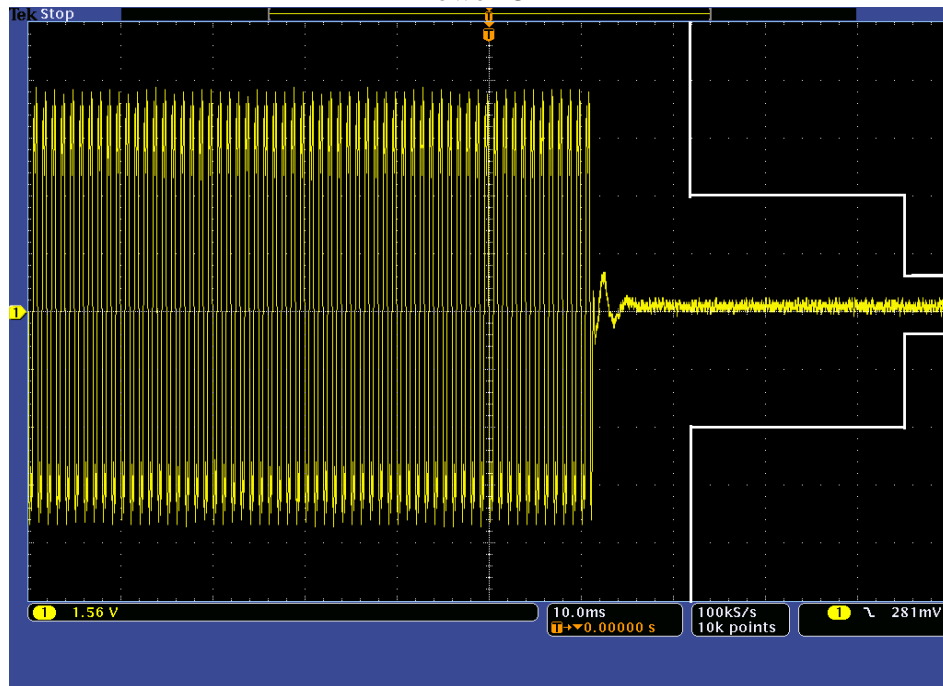 Tek Stop
T
T
1
1 1.56 V
10.0ms
T→▼0.00000 s
100kS/s
10k points
1 ɿ 281mV